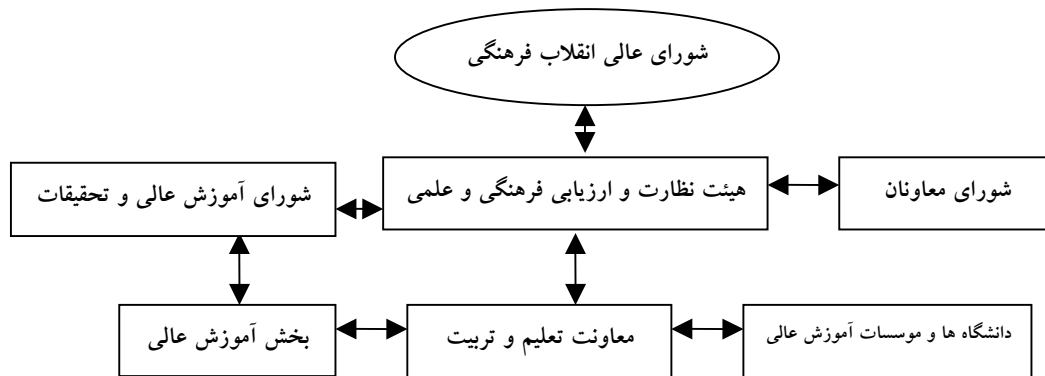 شورای عالی انقلاب فرهنگی
شورای معاونان
هیئت نظارت و ارزیابی فرهنگی و علمی
شورای آموزش عالی و تحقیقات
دانشگاه ها و موسسات آموزش عالی
معاونت تعلیم و تربیت
بخش آموزش عالی